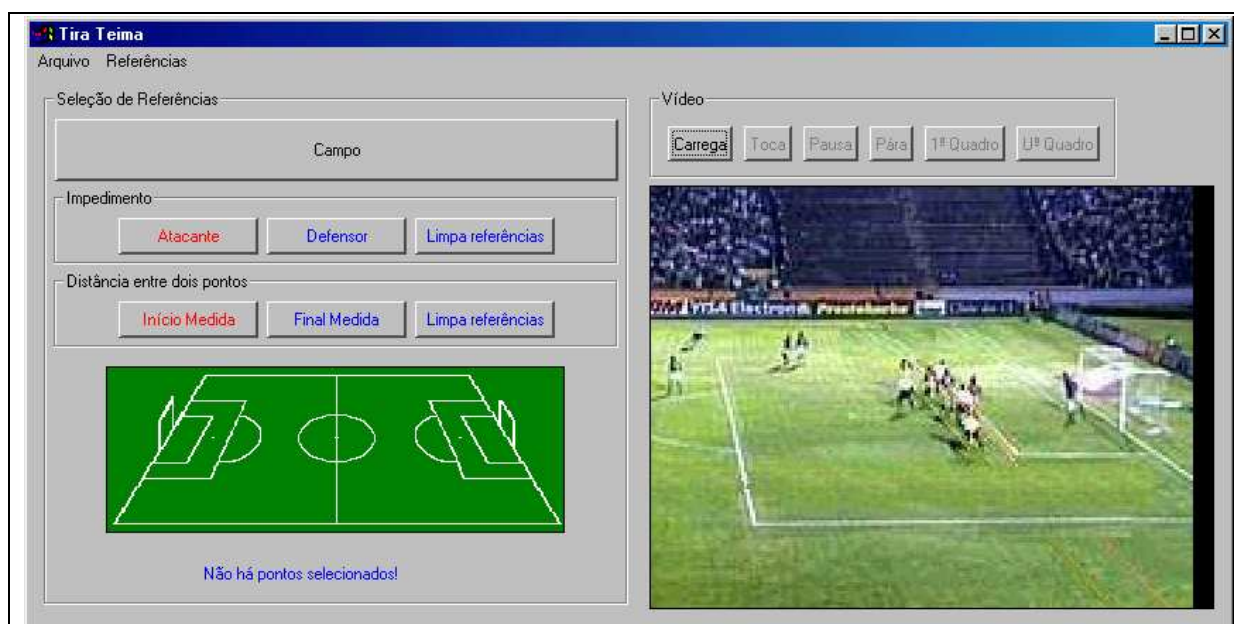 Tira Teima
Arquivo Referências
Seleção de Referências
Campo
Impedimento
Atacante Defensor Limpa referências
Distância entre dois pontos
Início Medida Final Medida Limpa referências
Não há pontos selecionados!
Vídeo
Carrega Toca Pausa Pára 1º Quadro Uº Quadro